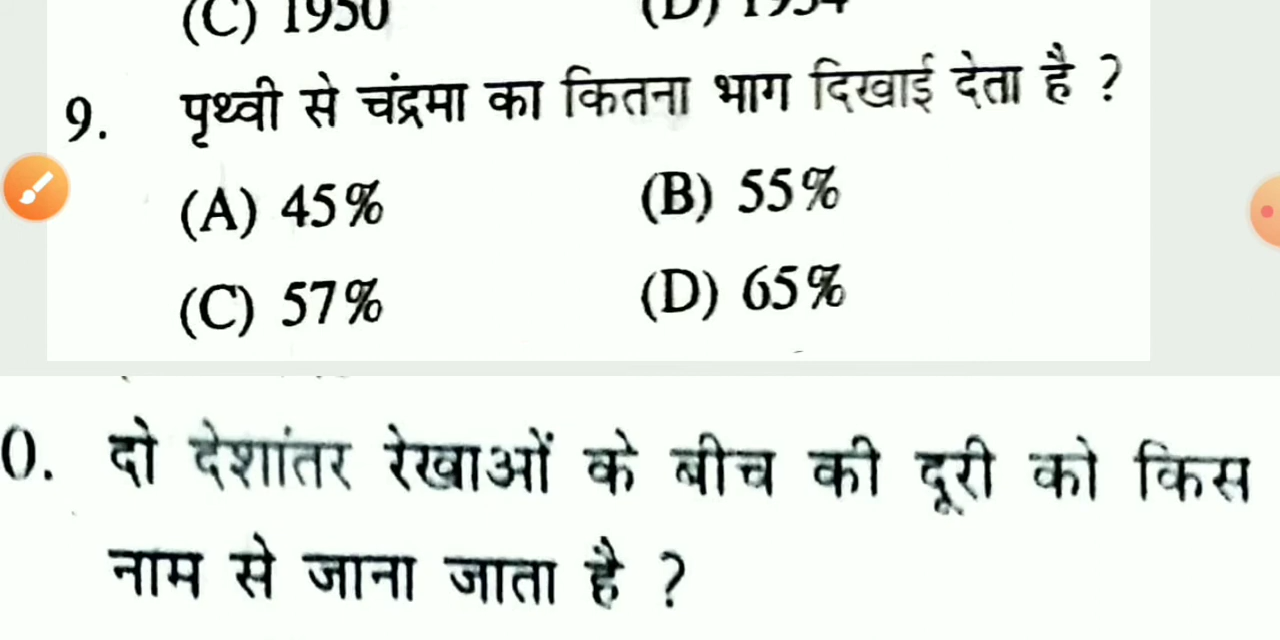 (C) 1950
9. पृथ्वी से चंद्रमा का कितना भाग दिखाई देता है ?
(A) 45% (B) 55%
(C) 57% (D) 65%
0. दो देशांतर रेखाओं के बीच की दूरी को किस
नाम से जाना जाता है ?